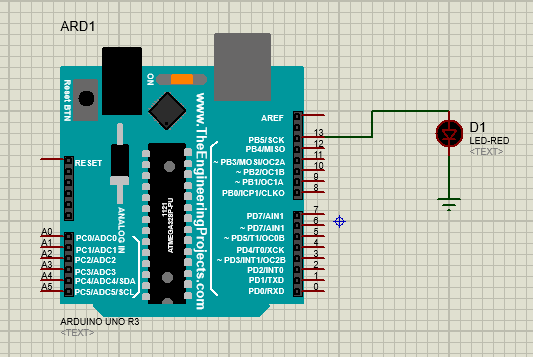 ARD1
ON
Reset BTN
www.TheEngineeringProjects.com
RESET
ANALOG IN
1121
ATMEGA328P-PU
AREF
PB5/SCK 13
PB4/MISO 12
~ PB3/MOSI/OC2A 11
~ PB2/OC1B 10
~ PB1/OC1A 9
PB0/ICP1/CLKO 8
PD7/AIN1 7
~ PD7/AIN1 6
~ PD5/T1/OC0B 5
PD4/T0/XCK 4
~ PD3/INT1/OC2B 3
PD2/INT0 2
PD1/TXD 1
PD0/RXD 0
A0 PC0/ADC0
A1 PC1/ADC1
A2 PC2/ADC2
A3 PC3/ADC3
A4 PC4/ADC4/SDA
A5 PC5/ADC5/SCL
ARDUINO UNO R3
<TEXT>
D1
LED-RED
<TEXT>